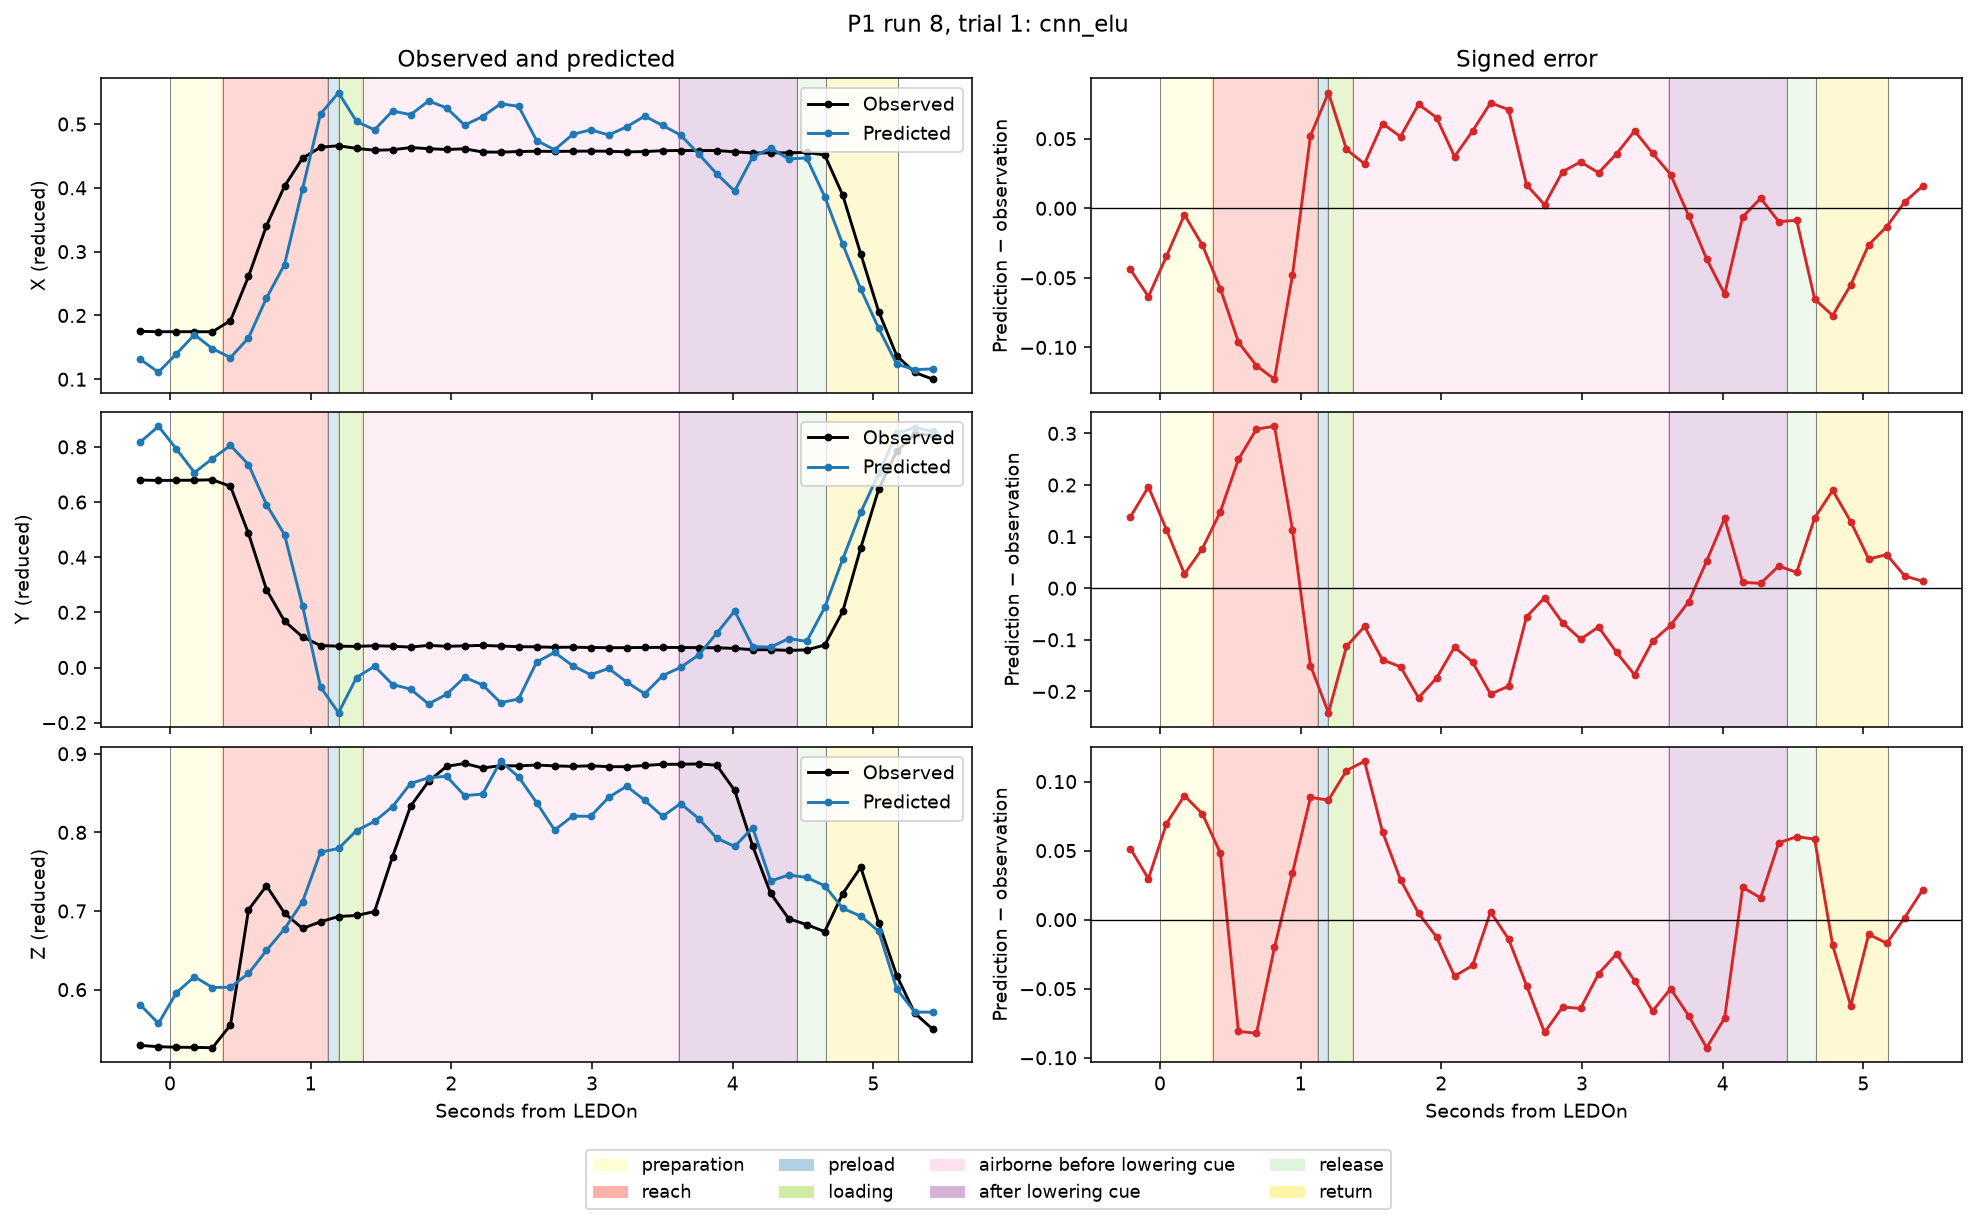 P1 run 8, trial 1: cnn_elu
Observed and predicted
Signed error
X (reduced)
0.5
0.4
0.3
0.2
0.1
Observed
Predicted
Prediction − observation
0.05
0.00
−0.05
−0.10
Y (reduced)
0.8
0.6
0.4
0.2
0.0
−0.2
Observed
Predicted
Prediction − observation
0.3
0.2
0.1
0.0
−0.1
−0.2
Z (reduced)
0.9
0.8
0.7
0.6
Observed
Predicted
Prediction − observation
0.10
0.05
0.00
−0.05
−0.10
0 1 2 3 4 5
Seconds from LEDOn
0 1 2 3 4 5
Seconds from LEDOn
preparation preload airborne before lowering cue release
reach loading after lowering cue return